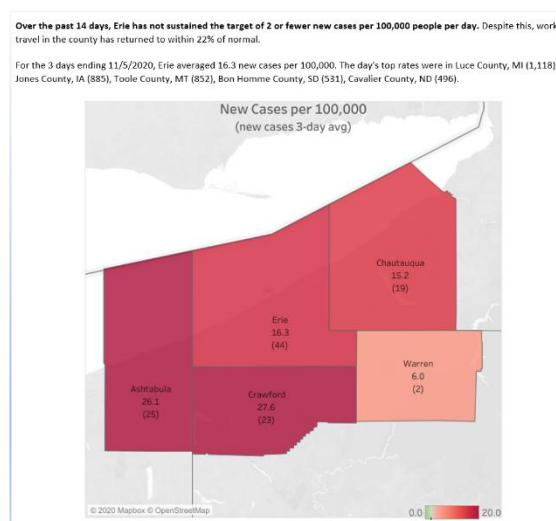 Over the past 14 days, Erie has not sustained the target of 2 or fewer new cases per 100,000 people per day. Despite this, work
travel in the county has returned to within 22% of normal.
For the 3 days ending 11/5/2020, Erie averaged 16.3 new cases per 100,000. The day's top rates were in Luce County, MI (1,118)
Jones County, IA (885), Toole County, MT (852), Bon Homme County, SD (531), Cavalier County, ND (496).
New Cases per 100,000
(new cases 3-day avg)
Chautauqua
15.2
(19)
Erie
16.3
(44)
Warren
6.0
(2)
Ashtabula
26.1
(25)
Crawford
27.6
(23)
© 2020 Mapbox © OpenStreetMap
0.0 20.0